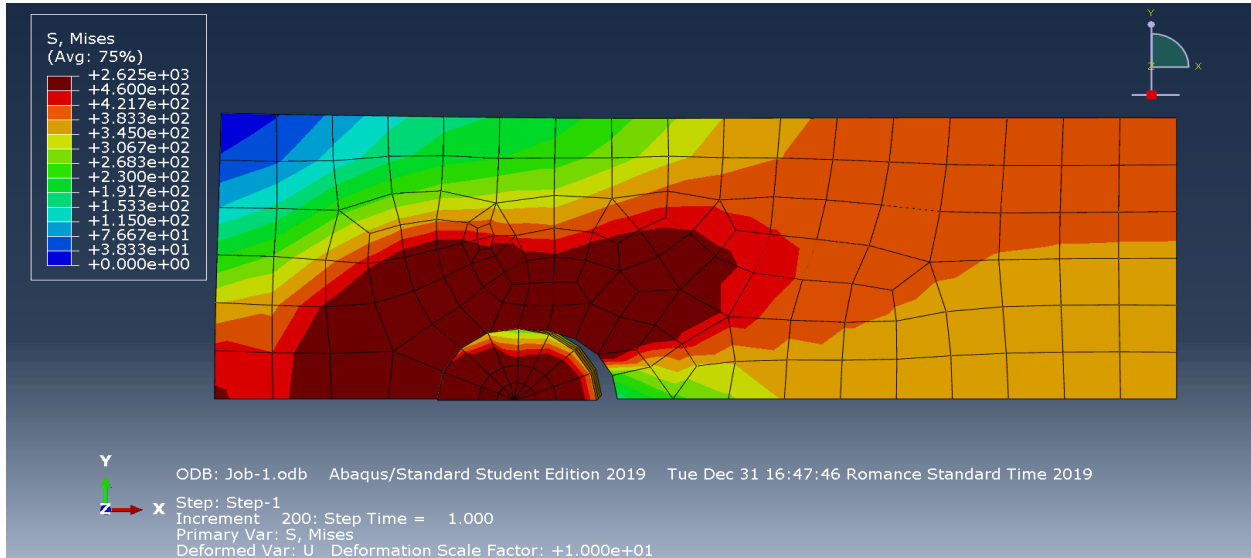 S, Mises
(Avg: 75%)
+2.625e+03
+4.600e+02
+4.217e+02
+3.833e+02
+3.450e+02
+3.067e+02
+2.683e+02
+2.300e+02
+1.917e+02
+1.533e+02
+1.150e+02
+7.667e+01
+3.833e+01
+0.000e+00
Y
Z
X
Y
Z
X
ODB: Job-1.odb Abaqus/Standard Student Edition 2019 Tue Dec 31 16:47:46 Romance Standard Time 2019
Step: Step-1
Increment 200: Step Time = 1.000
Primary Var: S, Mises
Deformed Var: U Deformation Scale Factor: +1.000e+01